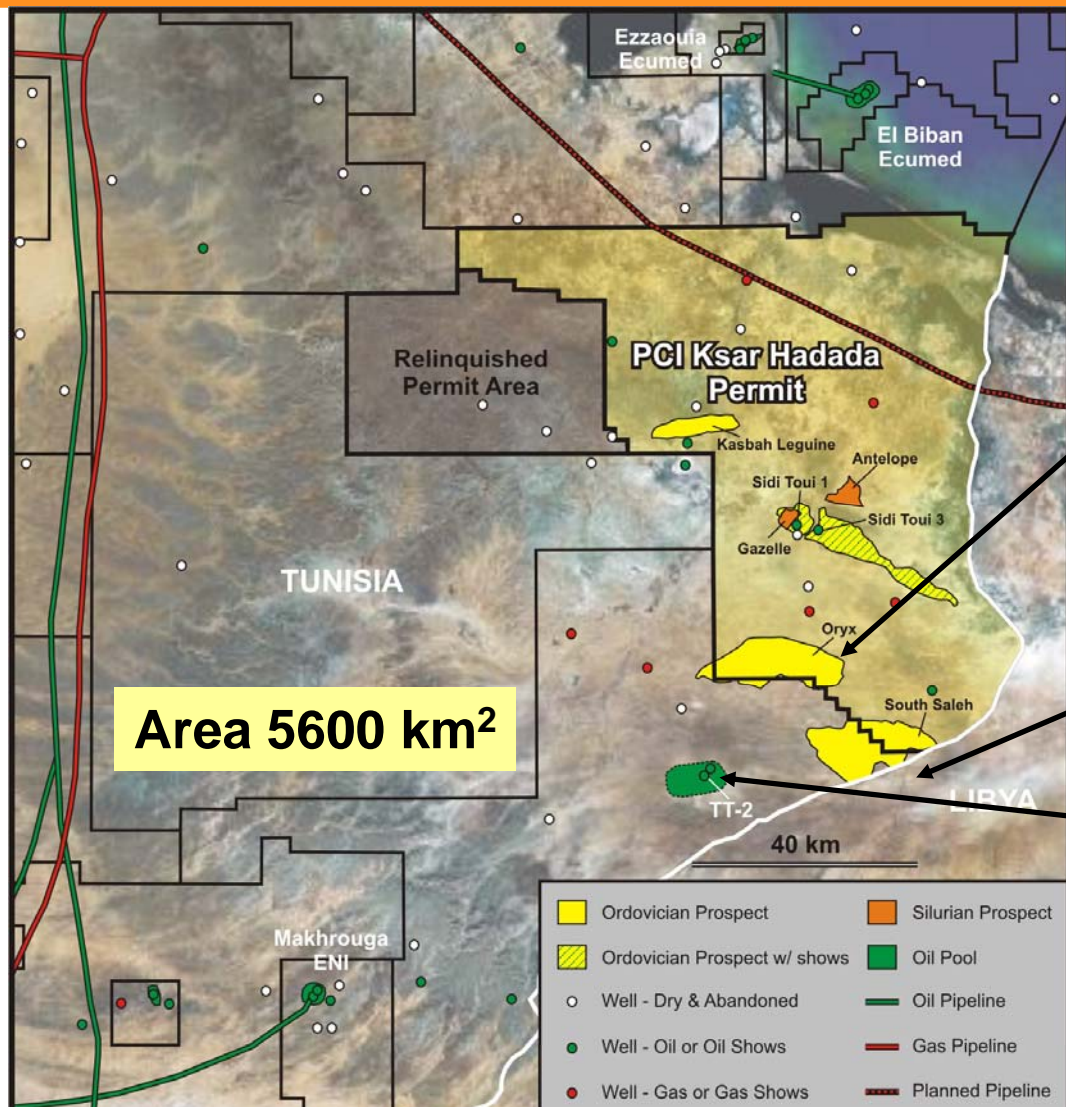 Ezzaouia
Ecumed
El Biban
Ecumed
Relinquished
Permit Area
PCI Ksar Hadada
Permit
Kasbah Leguine
Antelope
Sidi Toui 1
Sidi Toui 3
Gazelle
TUNISIA
Oryx
Area 5600 km²
South Saleh
TT-2
LIBYA
40 km
Makhrouga
ENI
Ordovician Prospect
Silurian Prospect
Ordovician Prospect w/ shows
Oil Pool
Well - Dry & Abandoned
Oil Pipeline
Well - Oil or Oil Shows
Gas Pipeline
Well - Gas or Gas Shows
Planned Pipeline